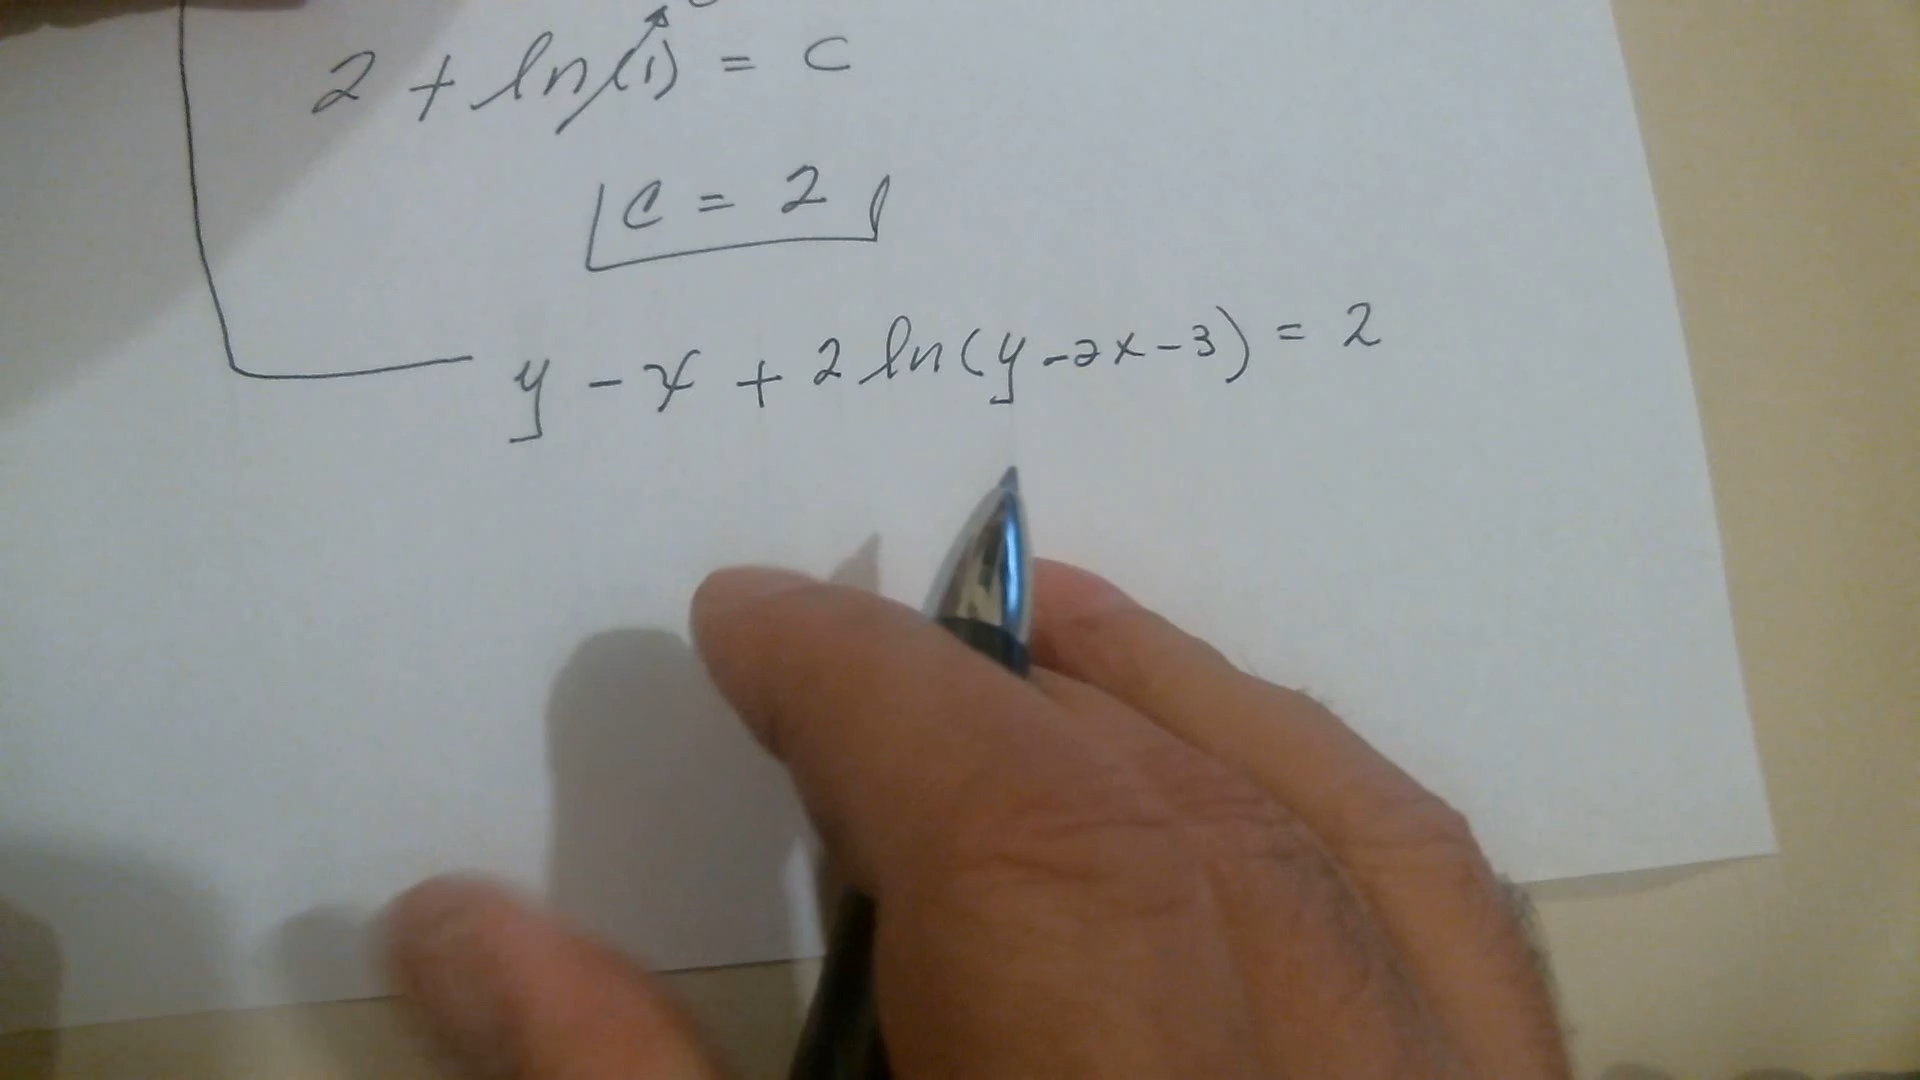 2 + ln(1) = c
c = 2
y - x + 2 ln(y-2x-3) = 2